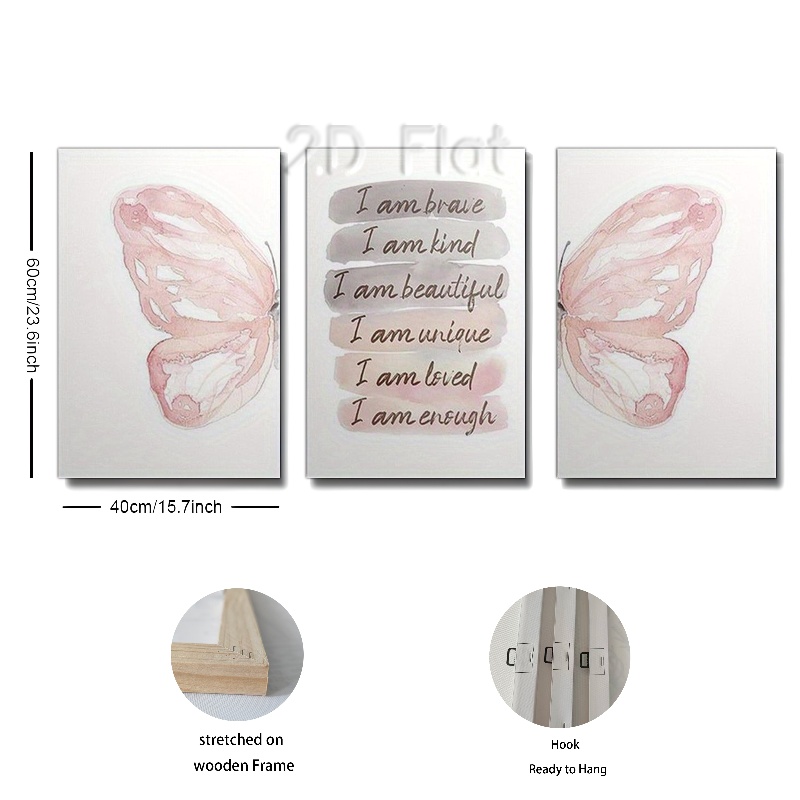 2D Flat
I am brave
I am kind
I am beautiful
I am unique
I am loved
I am enough
60cm/23.6inch
40cm/15.7inch
stretched on
wooden Frame
Hook
Ready to Hang